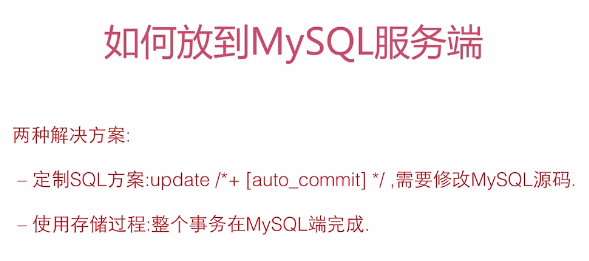 如何放到MySQL服务端
两种解决方案:
– 定制SQL方案:update /*+ [auto_commit] */ ,需要修改MySQL源码.
– 使用存储过程:整个事务在MySQL端完成.